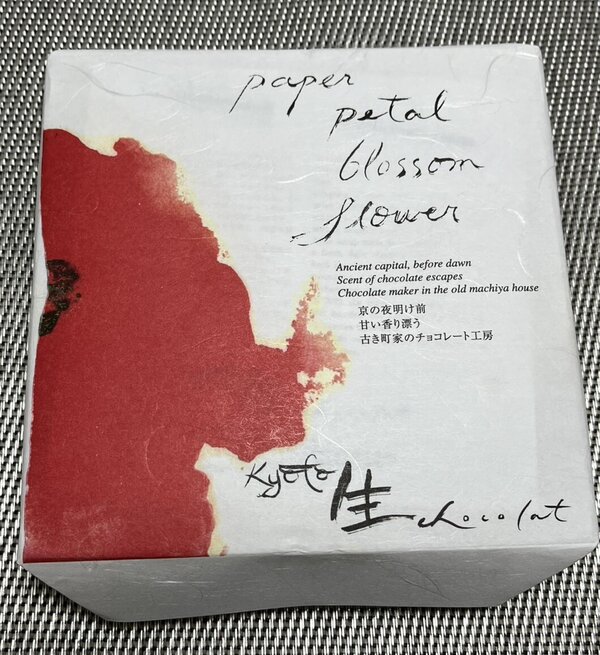 paper
petal
blossom
flower
Ancient capital, before dawn
Scent of chocolate escapes
Chocolate maker in the old machiya house
京の夜明け前
甘い香り漂う
古き町家のチョコレート工房
Kyoto 生 chocolat